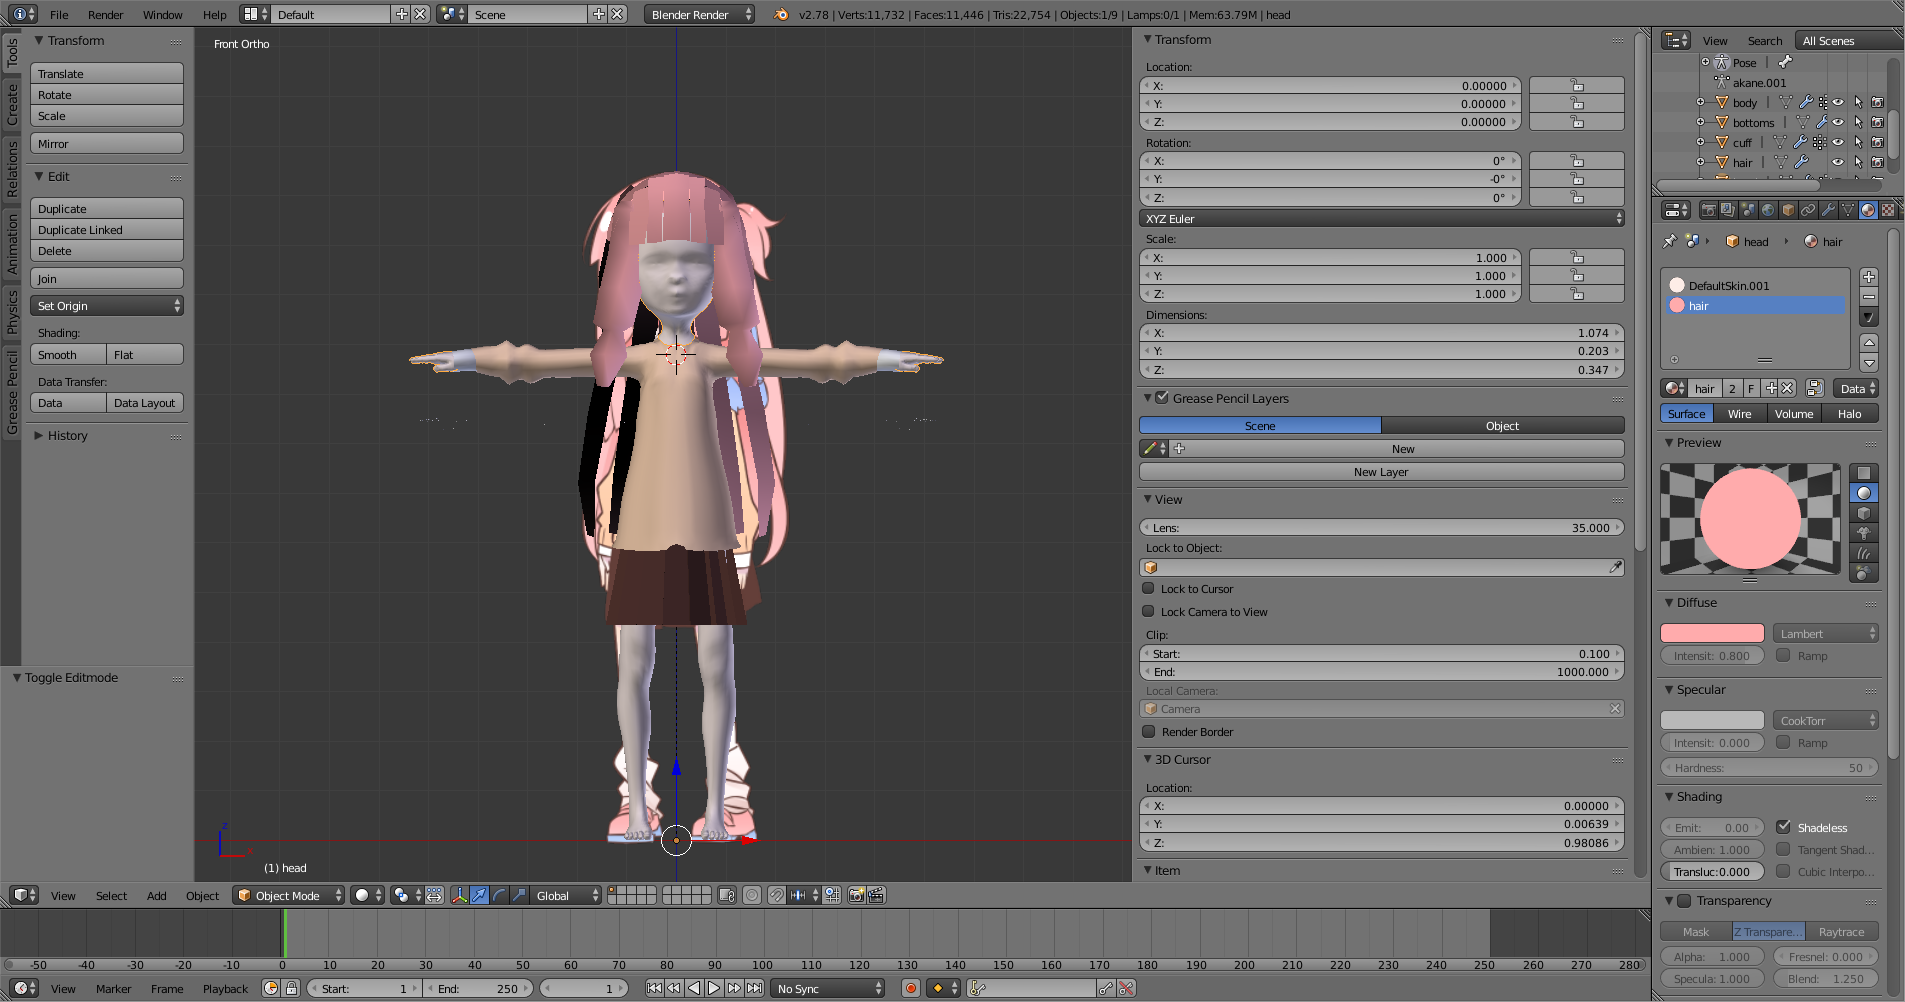 File Render Window Help Default Scene Blender Render v2.78 | Verts:11,732 | Faces:11,446 | Tris:22,754 | Objects:1/9 | Lamps:0/1 | Mem:63.79M | head
Tools
Create
Relations
Animation
Physics
Grease Pencil
Transform
Translate
Rotate
Scale
Mirror
Edit
Duplicate
Duplicate Linked
Delete
Join
Set Origin
Shading:
Smooth Flat
Data Transfer:
Data Data Layout
History
Toggle Editmode
Front Ortho
z
(1) head
Transform
Location:
X: 0.00000
Y: 0.00000
Z: 0.00000
Rotation:
X: 0°
Y: -0°
Z: 0°
XYZ Euler
Scale:
X: 1.000
Y: 1.000
Z: 1.000
Dimensions:
X: 1.074
Y: 0.203
Z: 0.347
Grease Pencil Layers
Scene Object
New
New Layer
View
Lens: 35.000
Lock to Object:
Lock to Cursor
Lock Camera to View
Clip:
Start: 0.100
End: 1000.000
Local Camera:
Camera
Render Border
3D Cursor
Location:
X: 0.00000
Y: 0.00639
Z: 0.98086
Item
View Search All Scenes
Pose |
akane.001
body |
bottoms |
cuff |
hair |
head hair
DefaultSkin.001
hair
hair 2 F Data
Surface Wire Volume Halo
Preview
Diffuse
Lambert
Intensit: 0.800 Ramp
Specular
CookTorr
Intensit: 0.000 Ramp
Hardness: 50
Shading
Emit: 0.00 Shadeless
Ambien: 1.000 Tangent Shad...
Transluc:0.000 Cubic Interpo...
Transparency
Mask Z Transpare... Raytrace
Alpha: 1.000 Fresnel: 0.000
Specula: 1.000 Blend: 1.250
View Select Add Object Object Mode Global
-50 -40 -30 -20 -10 0 10 20 30 40 50 60 70 80 90 100 110 120 130 140 150 160 170 180 190 200 210 220 230 240 250 260 270 280
View Marker Frame Playback Start: 1 End: 250 1 No Sync